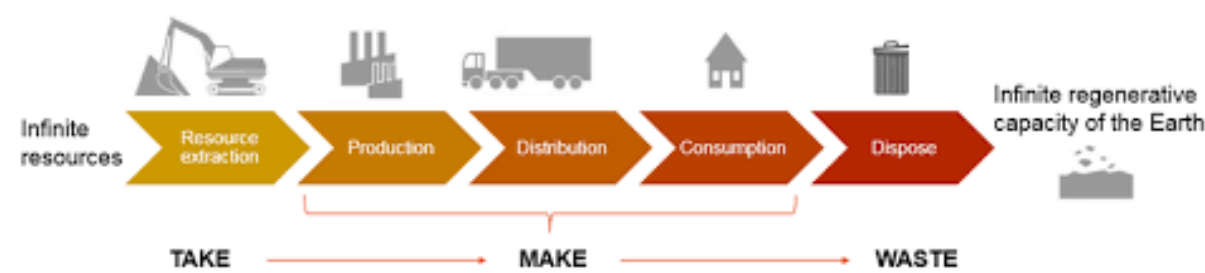 Infinite
resources
Resource
extraction
Production
Distribution
Consumption
Dispose
Infinite regenerative
capacity of the Earth
TAKE
MAKE
WASTE